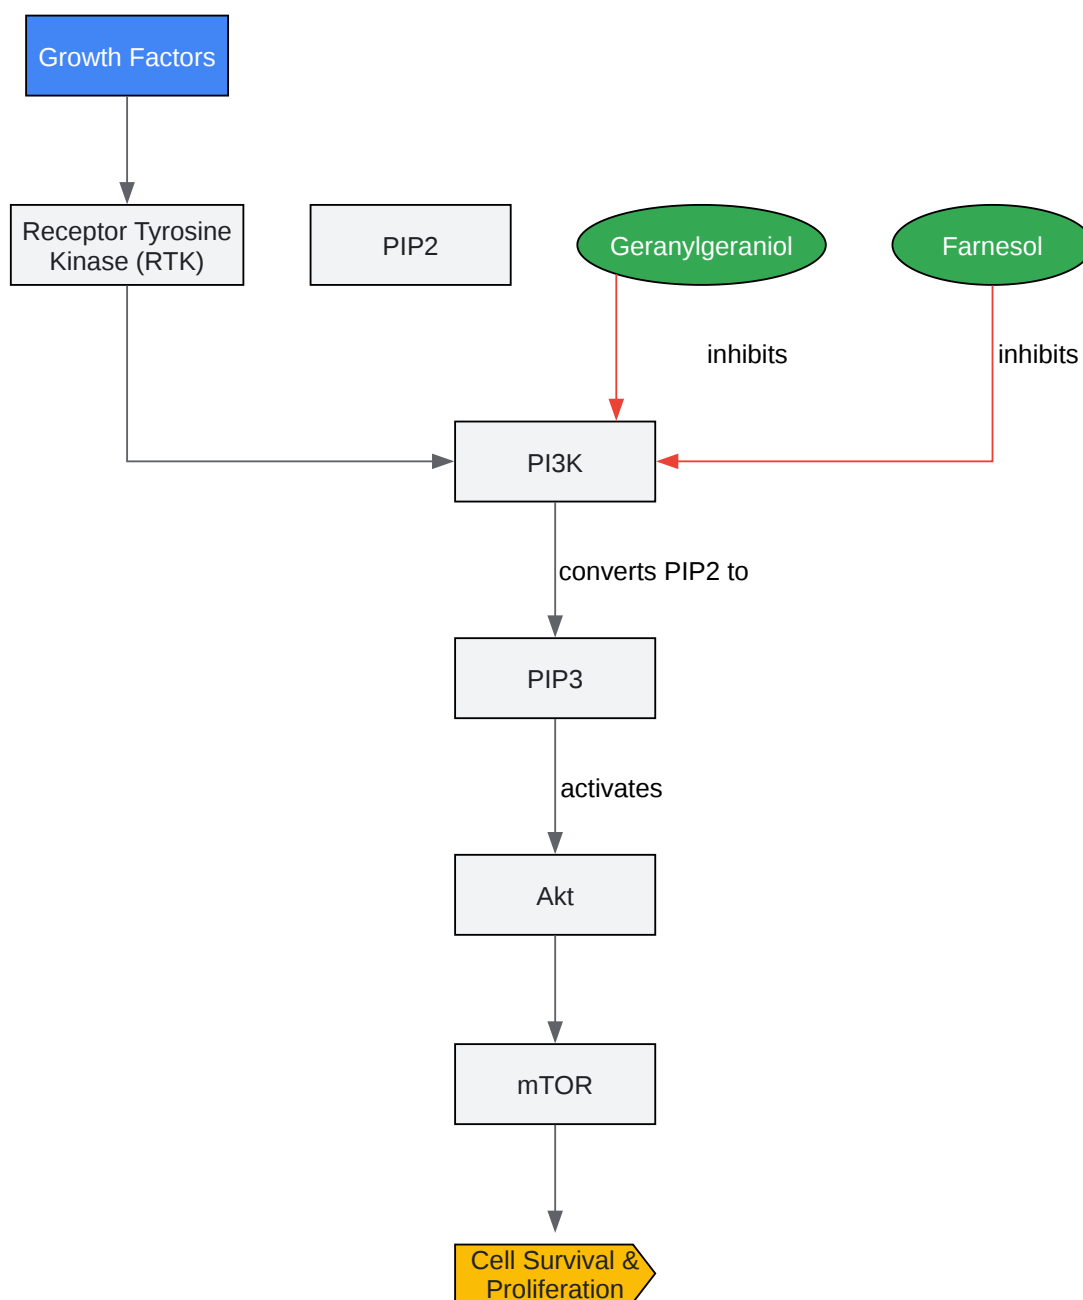 Growth Factors
Receptor Tyrosine
Kinase (RTK)
PIP2
Geranylgeraniol
Farnesol
inhibits
inhibits
PI3K
converts PIP2 to
PIP3
activates
Akt
mTOR
Cell Survival &
Proliferation